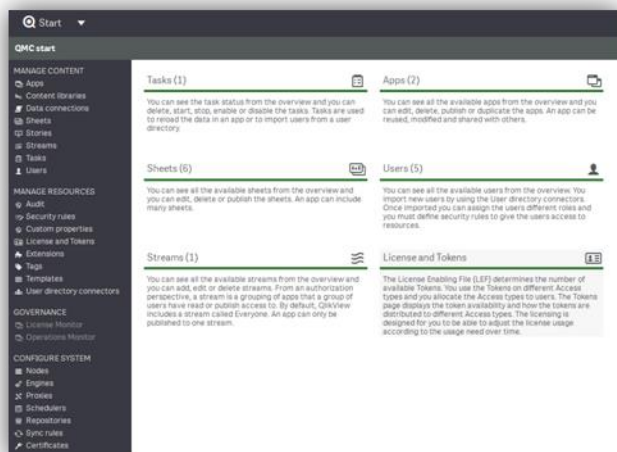 Start
QMC start
MANAGE CONTENT
Apps
Content libraries
Data connections
Sheets
Stories
Streams
Tasks
Users
MANAGE RESOURCES
Audit
Security rules
Custom properties
License and Tokens
Extensions
Tags
Templates
User directory connectors
GOVERNANCE
License Monitor
Operations Monitor
CONFIGURE SYSTEM
Nodes
Engines
Proxies
Schedulers
Repositories
Sync rules
Certificates
Tasks (1)
You can see the task status from the overview and you can
delete, start, stop, enable or disable the tasks. Tasks are used
to reload the data in an app or to import users from a user
directory.
Apps (2)
You can see all the available apps from the overview and you
can edit, delete, publish or duplicate the apps. An app can be
reused, modified and shared with others.
Sheets (6)
You can see all the available sheets from the overview and
you can edit, delete or publish the sheets. An app can include
many sheets.
Users (5)
You can see all the available users from the overview. You
import new users by using the User directory connectors.
Once imported you can assign the users different roles and
you must define security rules to give the users access to
resources.
Streams (1)
You can see all the available streams from the overview and
you can add, edit or delete streams. From an authorization
perspective, a stream is a grouping of apps that a group of
users have read or publish access to. By default, QlikView
includes a stream called Everyone. An app can only be
published to one stream.
License and Tokens
The License Enabling File (LEF) determines the number of
available Tokens. You use the Tokens on different Access
types and you allocate the Access types to users. The Tokens
page displays the token availability and how the tokens are
distributed to different Access types. The licensing is
designed for you to be able to adjust the license usage
according to the usage need over time.